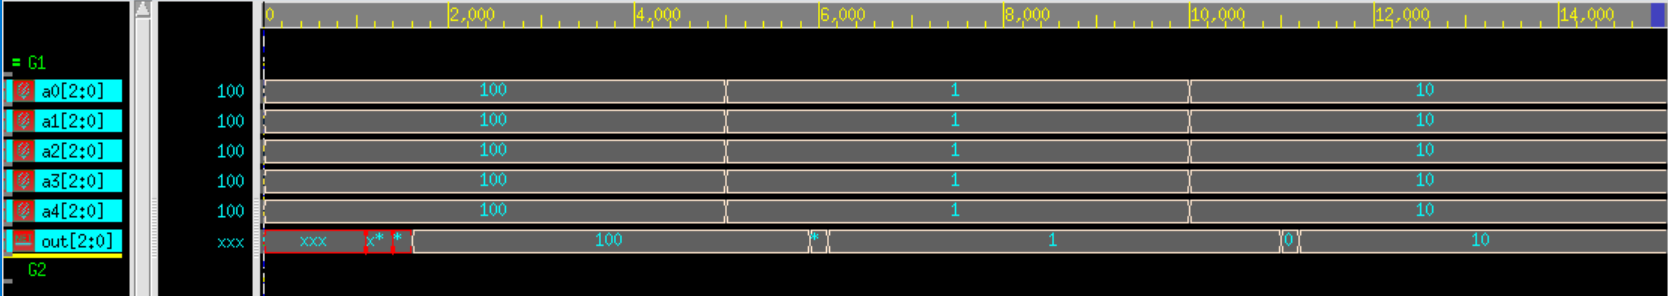 0 2,000 4,000 6,000 8,000 10,000 12,000 14,000
= G1
a0[2:0] 100 100 1 10
a1[2:0] 100 100 1 10
a2[2:0] 100 100 1 10
a3[2:0] 100 100 1 10
a4[2:0] 100 100 1 10
out[2:0] xxx xxx x* * 100 * 1 0 10
G2